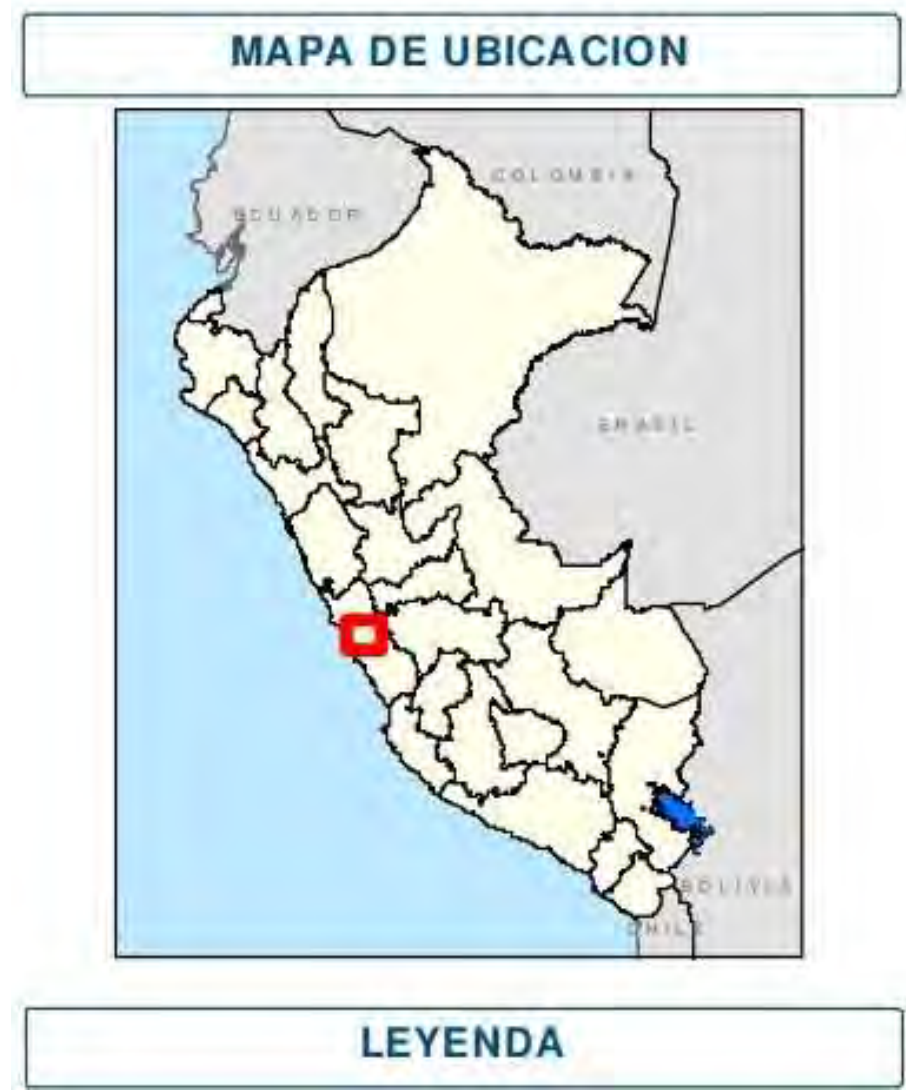 MAPA DE UBICACION
COLOMBIA
ECUADOR
BRASIL
BOLIVIA
CHILE
LEYENDA